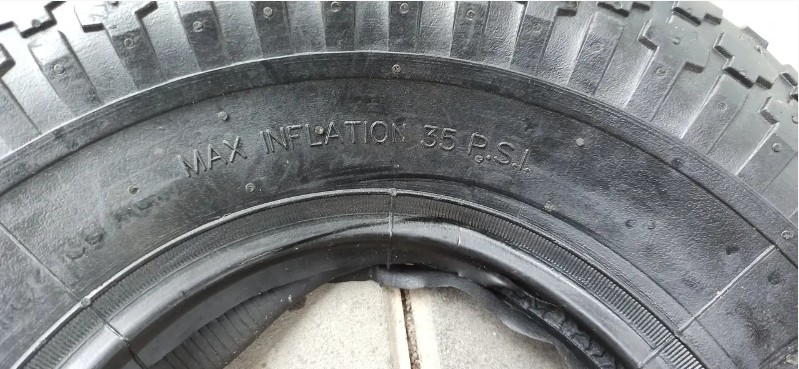 MAX INFLATION 35 P.S.I.